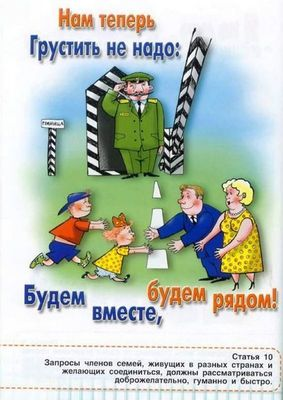 Нам теперь
Грустить не надо:
ГРАНИЦА
Будем вместе,
будем рядом!
Статья 10
Запросы членов семей, живущих в разных странах и
желающих соединиться, должны рассматриваться
доброжелательно, гуманно и быстро.